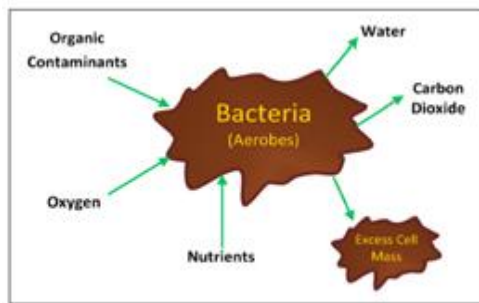 Organic
Contaminants
Water
Carbon
Dioxide
Bacteria
(Aerobes)
Oxygen
Nutrients
Excess Cell
Mass